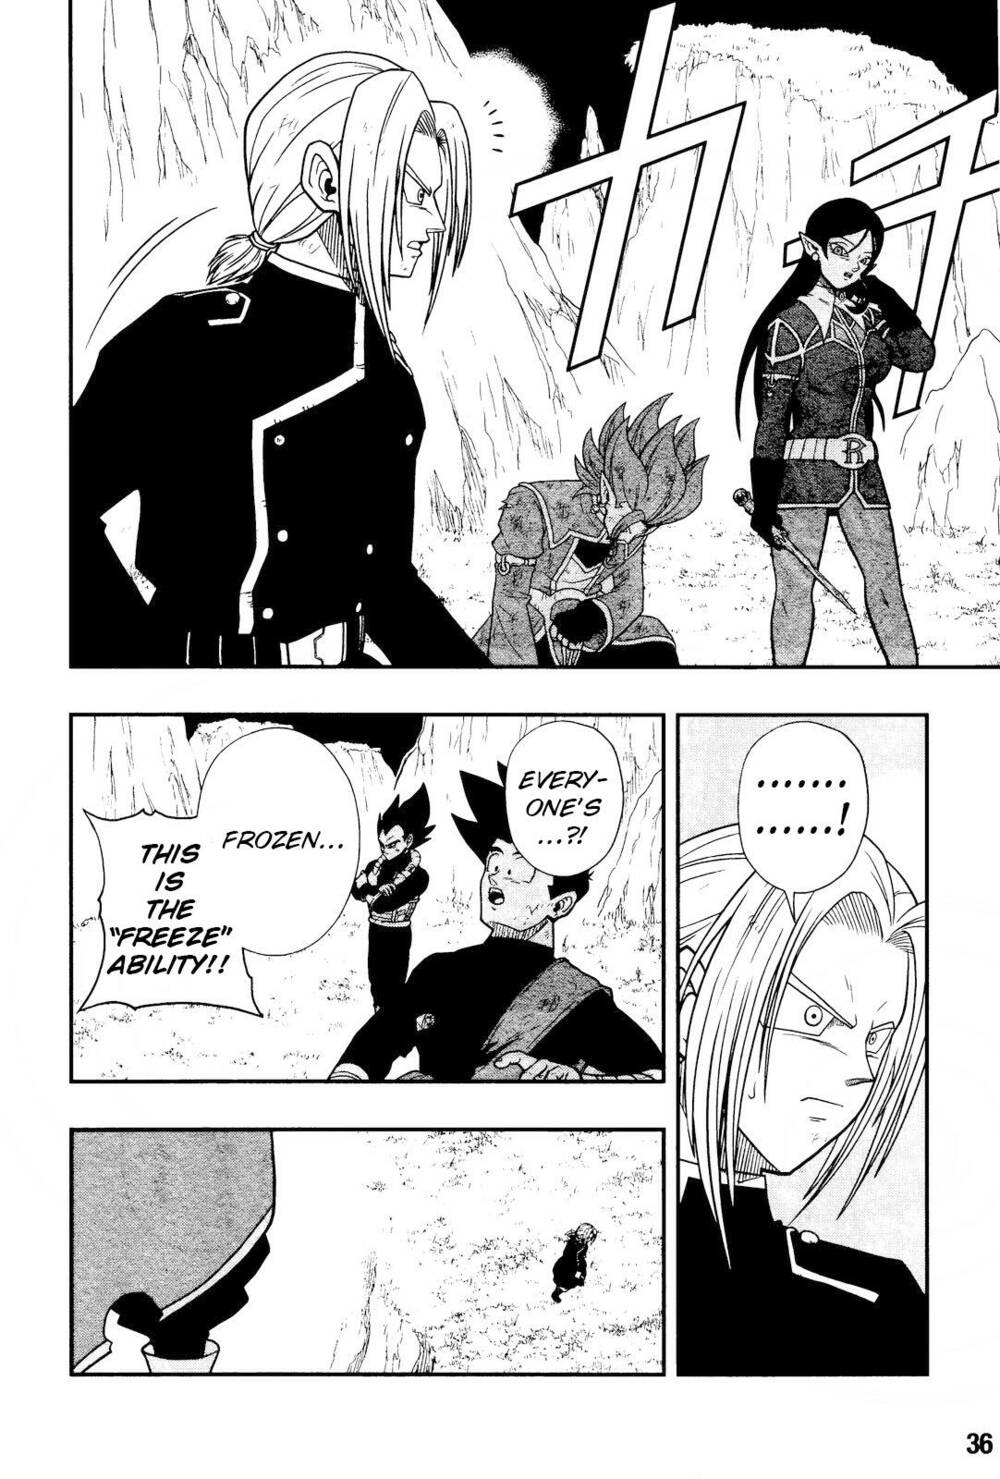 カチ
R
.......
......!
EVERY-
ONE'S
...?!
FROZEN...
THIS
IS
THE
"FREEZE"
ABILITY!!
36